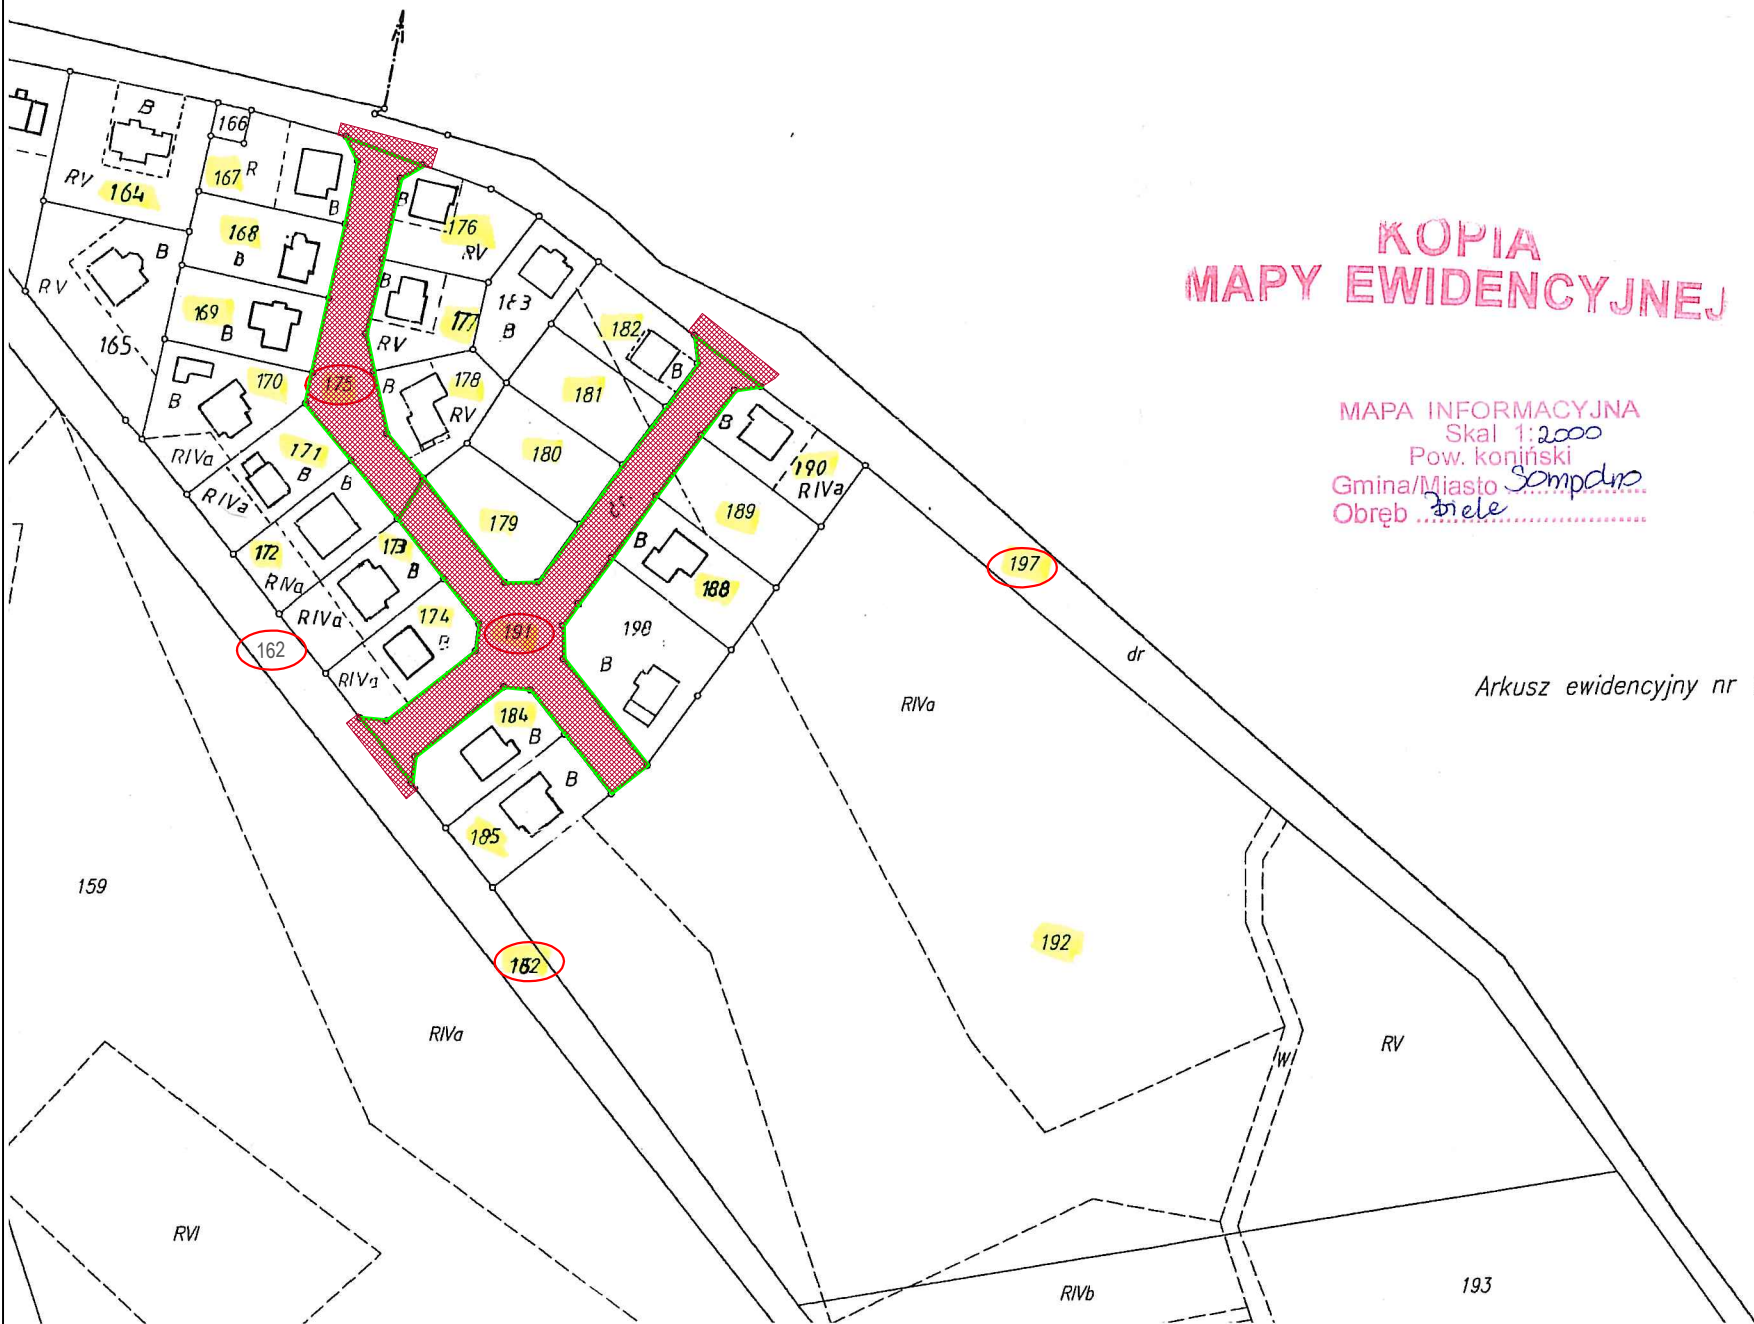 KOPIA
MAPY EWIDENCYJNEJ
MAPA INFORMACYJNA
Skal 1:2000
Pow. koniński
Gmina/Miasto Sompolno
Obręb Biele
Arkusz ewidencyjny nr
B
166
RV
164
167
R
B
B
176
RV
168
B
B
RV
165
B
183
B
169
B
177
RV
182
B
170
B
175
B
178
RV
181
B
171
B
180
190
RIVa
RIVa
RIVa
B
179
189
172
173
B
B
188
197
RIVa
RIVa
174
B
191
198
B
162
RIVa
dr
184
B
RIVa
B
185
159
192
162
RIVa
RV
W
RVI
RIVb
193